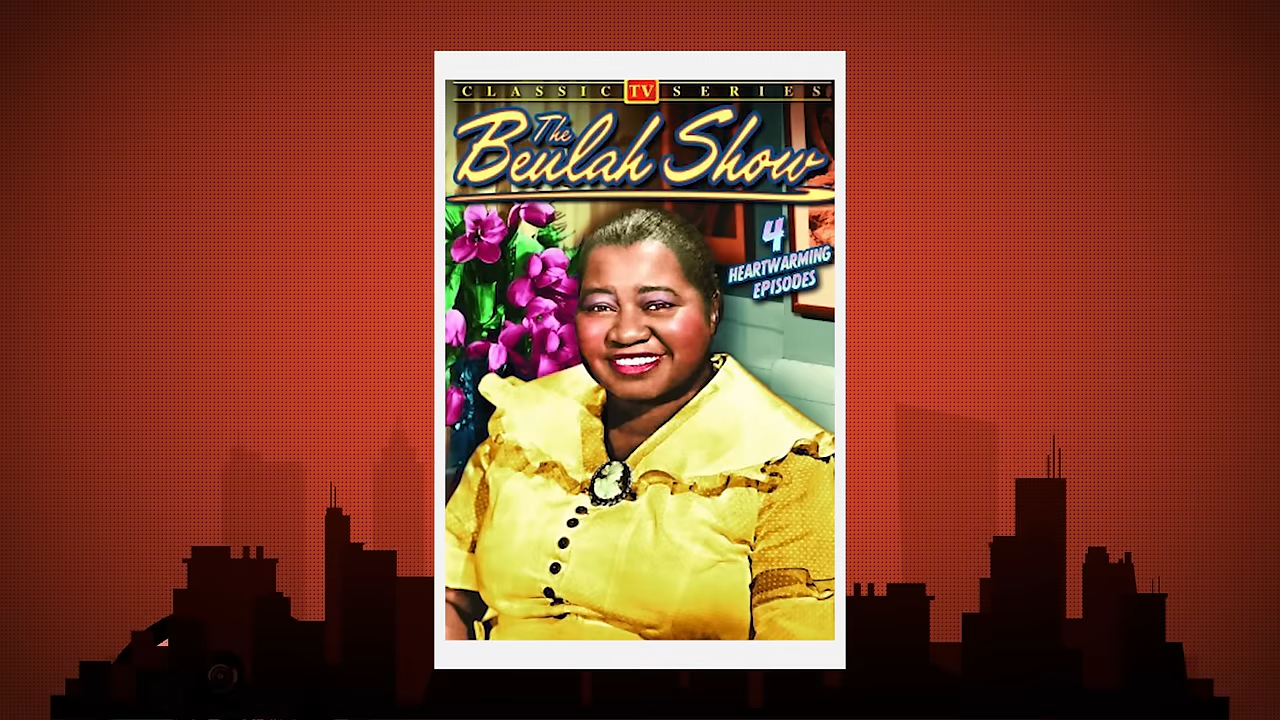 CLASSIC TV SERIES
The
Beulah Show
4
HEARTWARMING
EPISODES